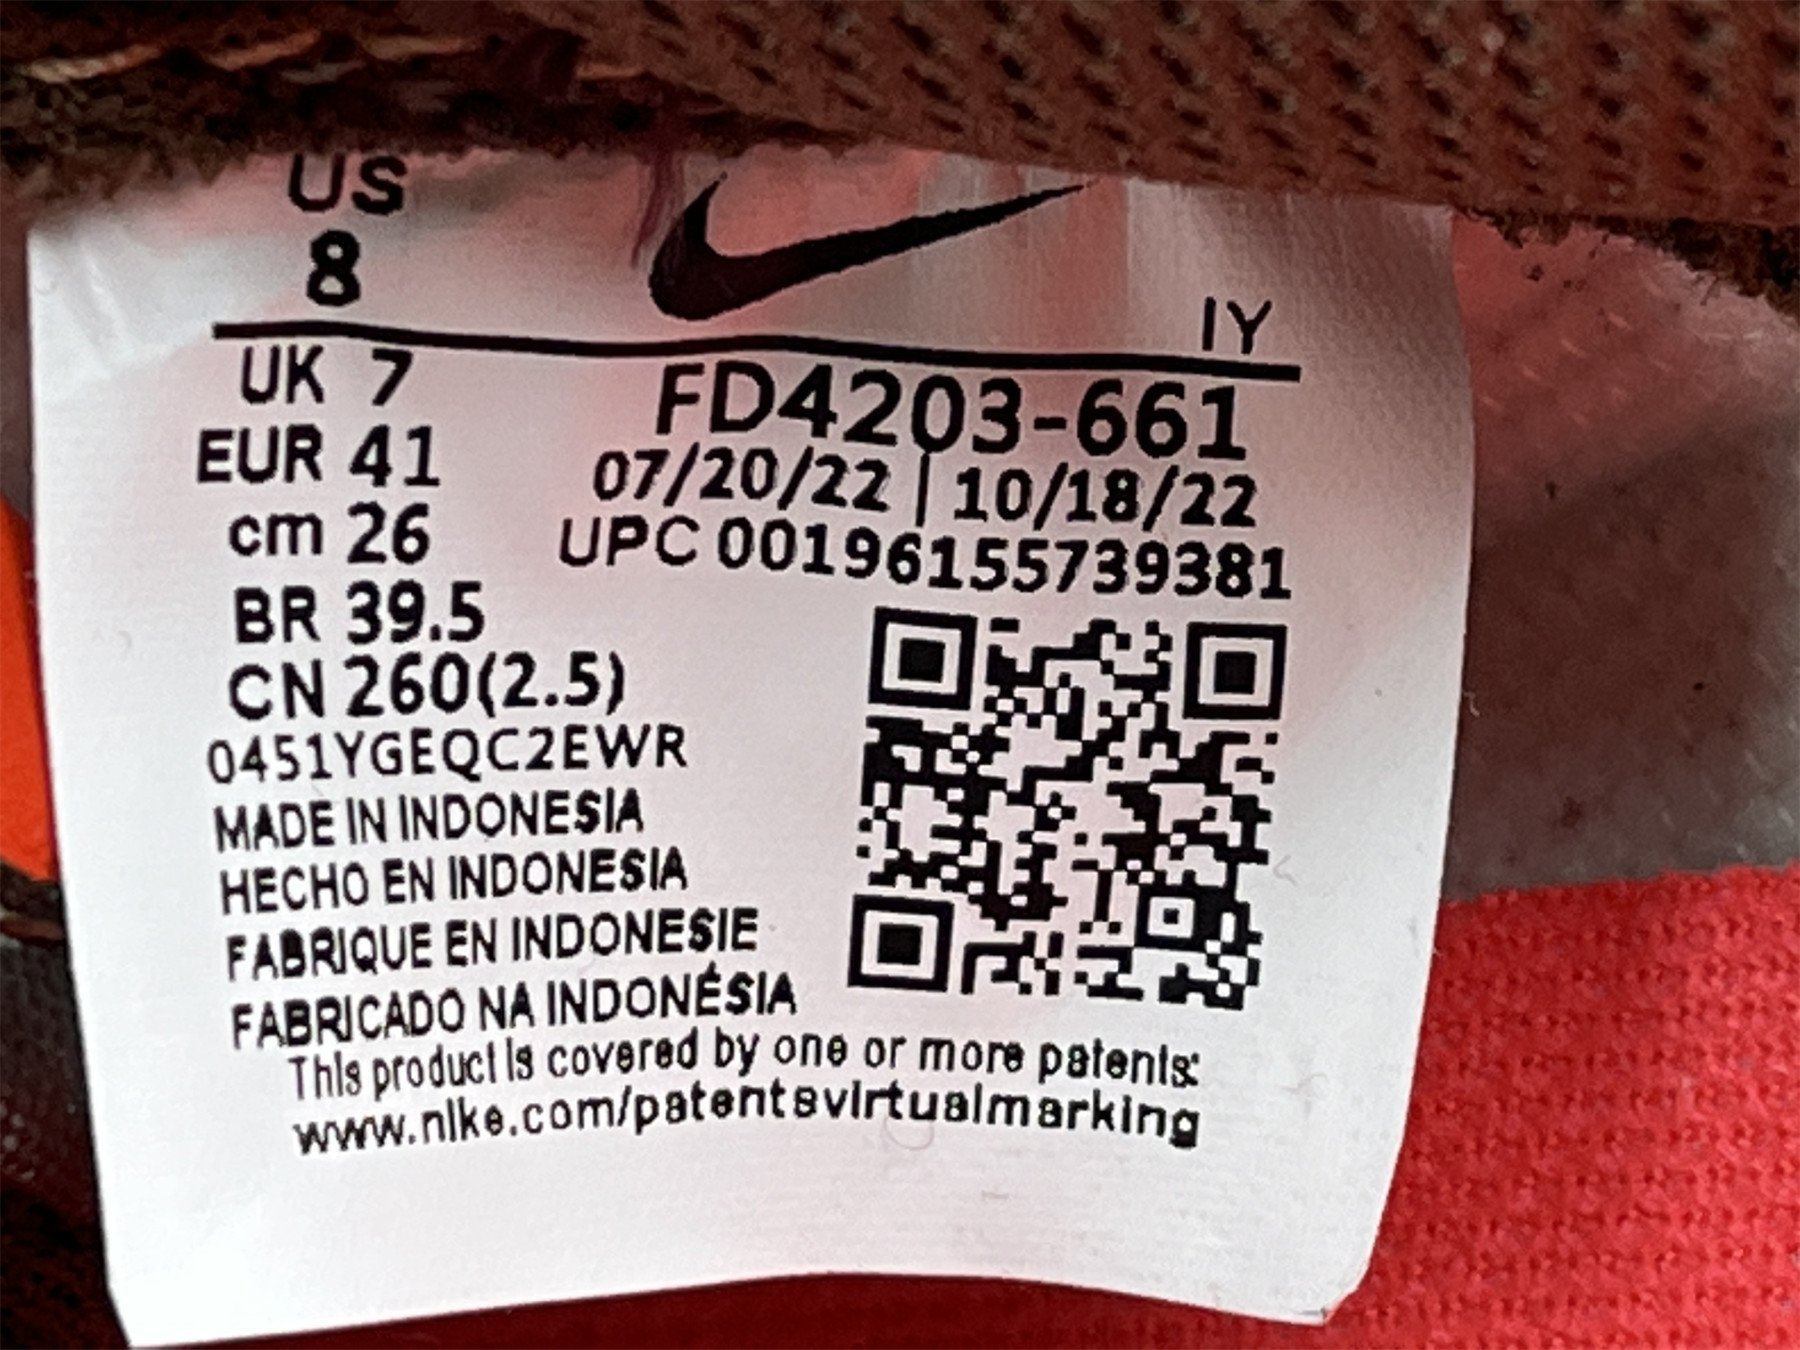 US
8
IY
UK 7
FD4203-661
EUR 41
07/20/22 | 10/18/22
cm 26
UPC 00196155739381
BR 39.5
CN 260(2.5)
0451YGEQC2EWR
MADE IN INDONESIA
HECHO EN INDONESIA
FABRIQUE EN INDONESIE
FABRICADO NA INDONÉSIA
This product is covered by one or more patents:
www.nike.com/patentsvirtualmarking